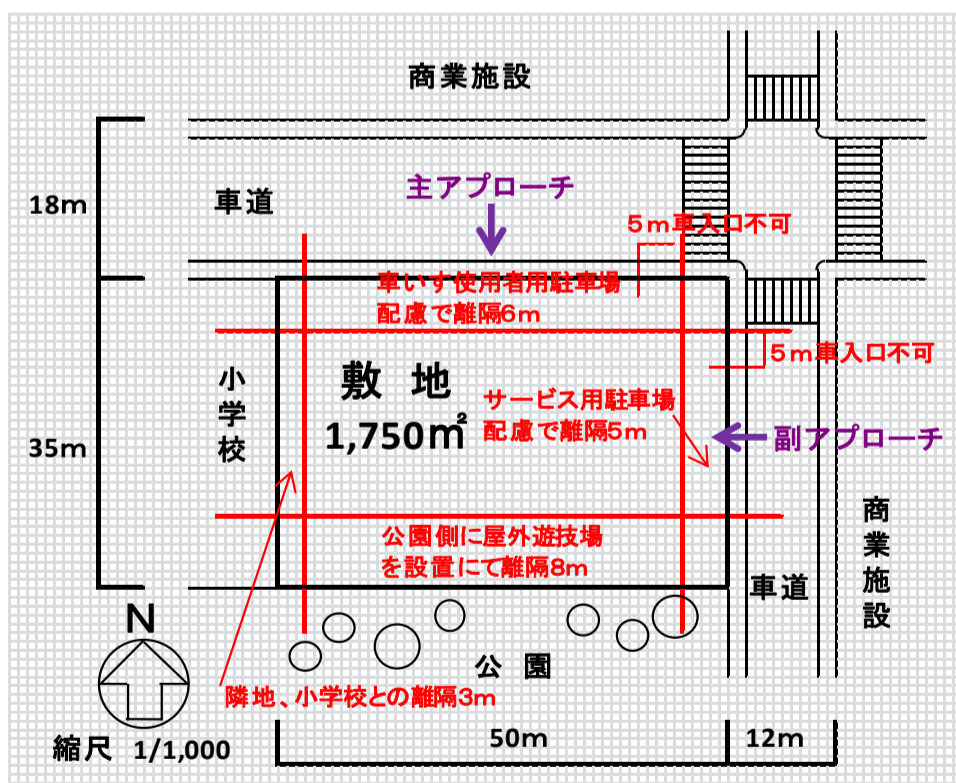 商業施設
18m
車道
主アプローチ
5m車入口不可
車いす使用者用駐車場
配慮で離隔6m
5m車入口不可
小学校
敷 地
1,750㎡
サービス用駐車場
配慮で離隔5m
副アプローチ
35m
商業施設
公園側に屋外遊技場
を設置にて離隔8m
車道
N
公 園
隣地、小学校との離隔3m
縮尺 1/1,000
50m
12m